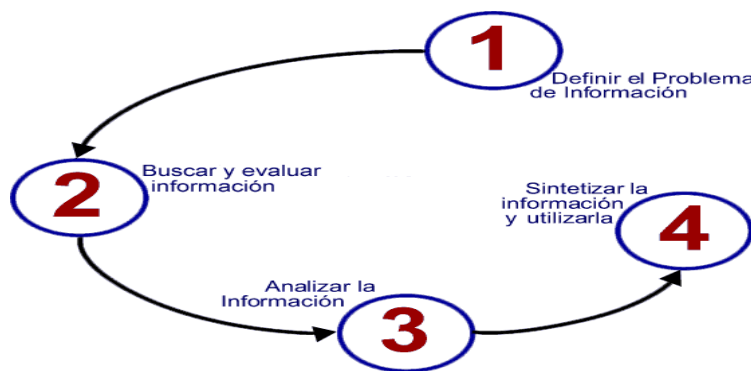 1
Definir el Problema
de Información
2
Buscar y evaluar
información
3
Analizar la
Información
4
Sintetizar la
información
y utilizarla